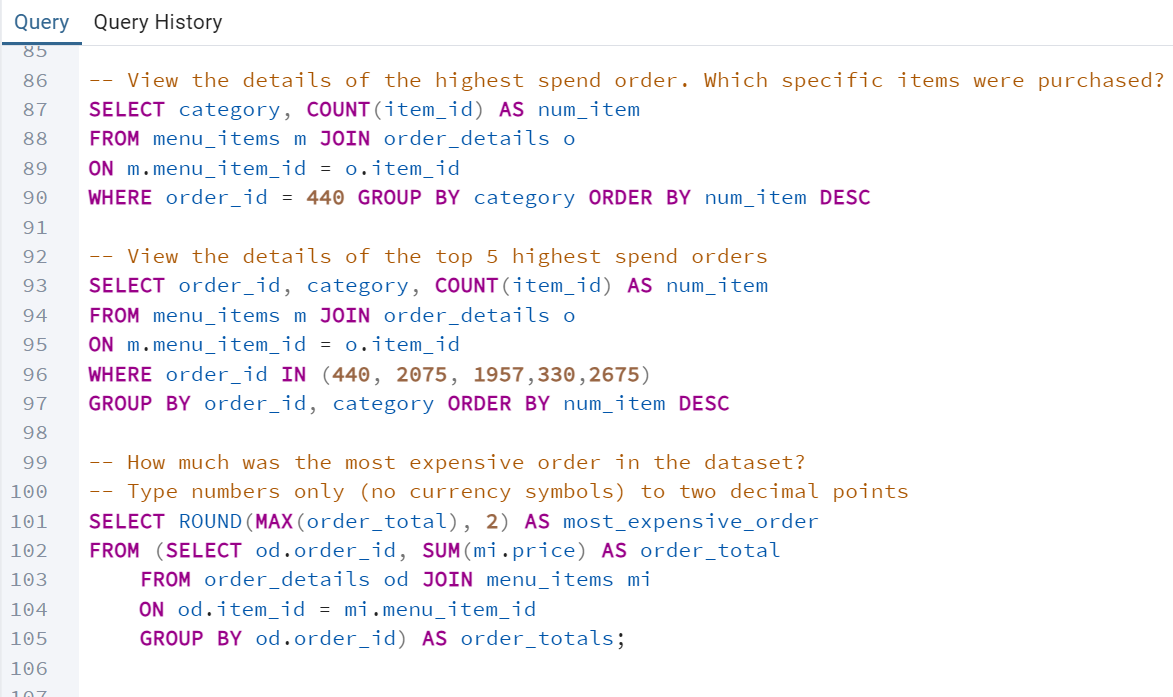 Query Query History
85
86 -- View the details of the highest spend order. Which specific items were purchased?
87 SELECT category, COUNT(item_id) AS num_item
88 FROM menu_items m JOIN order_details o
89 ON m.menu_item_id = o.item_id
90 WHERE order_id = 440 GROUP BY category ORDER BY num_item DESC
91
92 -- View the details of the top 5 highest spend orders
93 SELECT order_id, category, COUNT(item_id) AS num_item
94 FROM menu_items m JOIN order_details o
95 ON m.menu_item_id = o.item_id
96 WHERE order_id IN (440, 2075, 1957,330,2675)
97 GROUP BY order_id, category ORDER BY num_item DESC
98
99 -- How much was the most expensive order in the dataset?
100 -- Type numbers only (no currency symbols) to two decimal points
101 SELECT ROUND(MAX(order_total), 2) AS most_expensive_order
102 FROM (SELECT od.order_id, SUM(mi.price) AS order_total
103     FROM order_details od JOIN menu_items mi
104     ON od.item_id = mi.menu_item_id
105     GROUP BY od.order_id) AS order_totals;
106
107